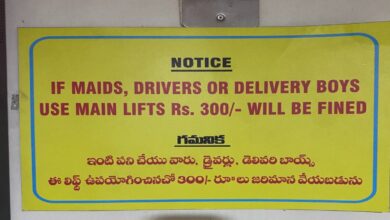 NOTICE
IF MAIDS, DRIVERS OR DELIVERY BOYS
USE MAIN LIFTS Rs. 300/- WILL BE FINED
గమనిక
ఇంటి పని చేయు వారు, డ్రైవర్లు, డెలివరి బాయ్స్
ఈ లిఫ్ట్ ఉపయోగించినచో 300/- రూ॥లు జరిమాన వేయబడును